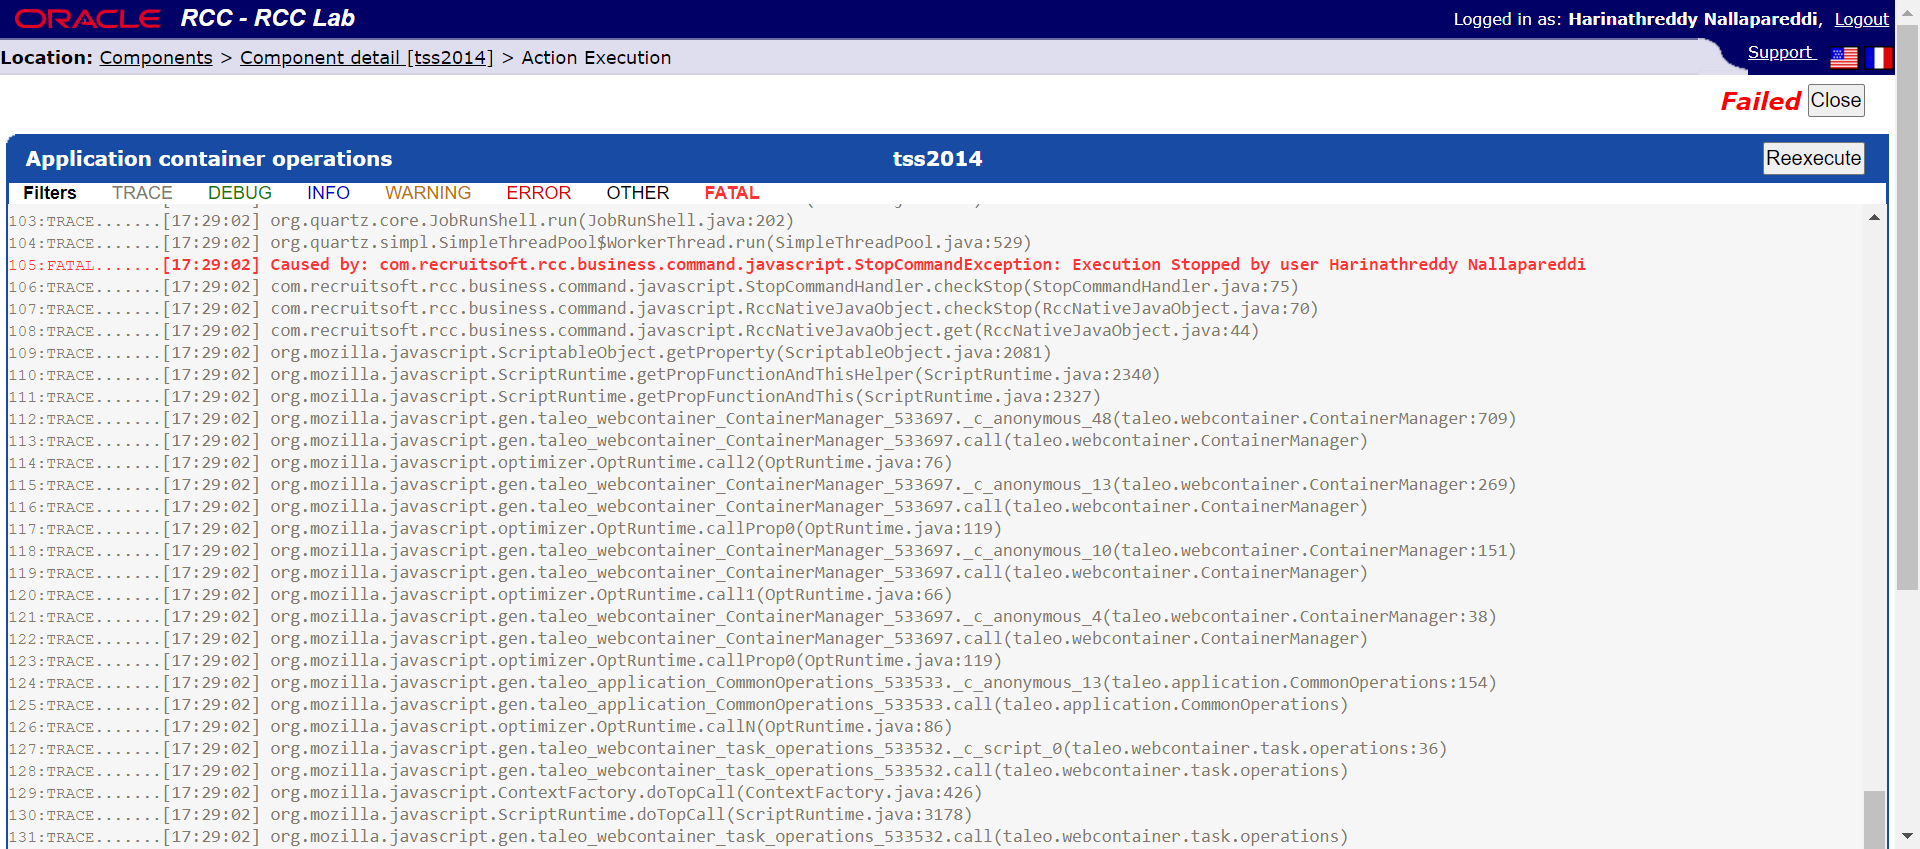 ORACLE RCC - RCC Lab
Logged in as: Harinathreddy Nallapareddi, Logout
Location: Components > Component detail [tss2014] > Action Execution
Support
Failed Close
Application container operations tss2014 Reexecute
Filters TRACE DEBUG INFO WARNING ERROR OTHER FATAL
103:TRACE.......[17:29:02] org.quartz.core.JobRunShell.run(JobRunShell.java:202)
104:TRACE.......[17:29:02] org.quartz.simpl.SimpleThreadPool$WorkerThread.run(SimpleThreadPool.java:529)
105:FATAL.......[17:29:02] Caused by: com.recruitsoft.rcc.business.command.javascript.StopCommandException: Execution Stopped by user Harinathreddy Nallapareddi
106:TRACE.......[17:29:02] com.recruitsoft.rcc.business.command.javascript.StopCommandHandler.checkStop(StopCommandHandler.java:75)
107:TRACE.......[17:29:02] com.recruitsoft.rcc.business.command.javascript.RccNativeJavaObject.checkStop(RccNativeJavaObject.java:70)
108:TRACE.......[17:29:02] com.recruitsoft.rcc.business.command.javascript.RccNativeJavaObject.get(RccNativeJavaObject.java:44)
109:TRACE.......[17:29:02] org.mozilla.javascript.ScriptableObject.getProperty(ScriptableObject.java:2081)
110:TRACE.......[17:29:02] org.mozilla.javascript.ScriptRuntime.getPropFunctionAndThisHelper(ScriptRuntime.java:2340)
111:TRACE.......[17:29:02] org.mozilla.javascript.ScriptRuntime.getPropFunctionAndThis(ScriptRuntime.java:2327)
112:TRACE.......[17:29:02] org.mozilla.javascript.gen.taleo_webcontainer_ContainerManager_533697._c_anonymous_48(taleo.webcontainer.ContainerManager:709)
113:TRACE.......[17:29:02] org.mozilla.javascript.gen.taleo_webcontainer_ContainerManager_533697.call(taleo.webcontainer.ContainerManager)
114:TRACE.......[17:29:02] org.mozilla.javascript.optimizer.OptRuntime.call2(OptRuntime.java:76)
115:TRACE.......[17:29:02] org.mozilla.javascript.gen.taleo_webcontainer_ContainerManager_533697._c_anonymous_13(taleo.webcontainer.ContainerManager:269)
116:TRACE.......[17:29:02] org.mozilla.javascript.gen.taleo_webcontainer_ContainerManager_533697.call(taleo.webcontainer.ContainerManager)
117:TRACE.......[17:29:02] org.mozilla.javascript.optimizer.OptRuntime.callProp0(OptRuntime.java:119)
118:TRACE.......[17:29:02] org.mozilla.javascript.gen.taleo_webcontainer_ContainerManager_533697._c_anonymous_10(taleo.webcontainer.ContainerManager:151)
119:TRACE.......[17:29:02] org.mozilla.javascript.gen.taleo_webcontainer_ContainerManager_533697.call(taleo.webcontainer.ContainerManager)
120:TRACE.......[17:29:02] org.mozilla.javascript.optimizer.OptRuntime.call1(OptRuntime.java:66)
121:TRACE.......[17:29:02] org.mozilla.javascript.gen.taleo_webcontainer_ContainerManager_533697._c_anonymous_4(taleo.webcontainer.ContainerManager:38)
122:TRACE.......[17:29:02] org.mozilla.javascript.gen.taleo_webcontainer_ContainerManager_533697.call(taleo.webcontainer.ContainerManager)
123:TRACE.......[17:29:02] org.mozilla.javascript.optimizer.OptRuntime.callProp0(OptRuntime.java:119)
124:TRACE.......[17:29:02] org.mozilla.javascript.gen.taleo_application_CommonOperations_533533._c_anonymous_13(taleo.application.CommonOperations:154)
125:TRACE.......[17:29:02] org.mozilla.javascript.gen.taleo_application_CommonOperations_533533.call(taleo.application.CommonOperations)
126:TRACE.......[17:29:02] org.mozilla.javascript.optimizer.OptRuntime.callN(OptRuntime.java:86)
127:TRACE.......[17:29:02] org.mozilla.javascript.gen.taleo_webcontainer_task_operations_533532._c_script_0(taleo.webcontainer.task.operations:36)
128:TRACE.......[17:29:02] org.mozilla.javascript.gen.taleo_webcontainer_task_operations_533532.call(taleo.webcontainer.task.operations)
129:TRACE.......[17:29:02] org.mozilla.javascript.ContextFactory.doTopCall(ContextFactory.java:426)
130:TRACE.......[17:29:02] org.mozilla.javascript.ScriptRuntime.doTopCall(ScriptRuntime.java:3178)
131:TRACE.......[17:29:02] org.mozilla.javascript.gen.taleo_webcontainer_task_operations_533532.call(taleo.webcontainer.task.operations)